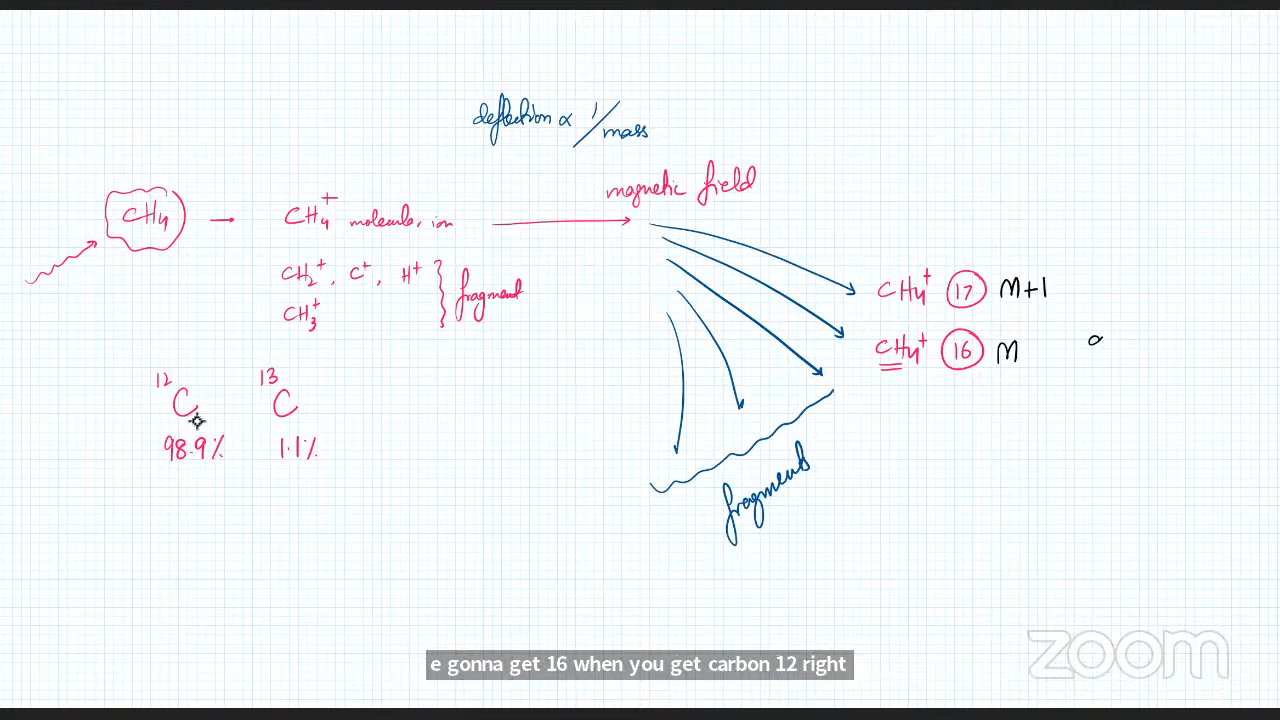 deflection ∝ 1/mass
magnetic field
CH4 – CH4+ molecular ion
CH2+, C+, H+ } fragment
CH3+
CH4+ 17 M+1
CH4+ 16 M
12C 13C
98.9% 1.1%
fragment
e gonna get 16 when you get carbon 12 right
zoom